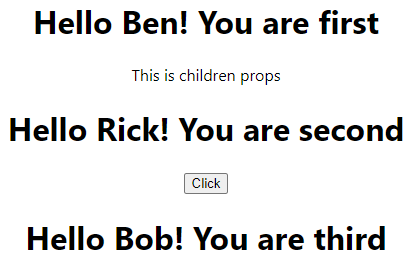 Hello Ben! You are first
This is children props
Hello Rick! You are second
Click
Hello Bob! You are third